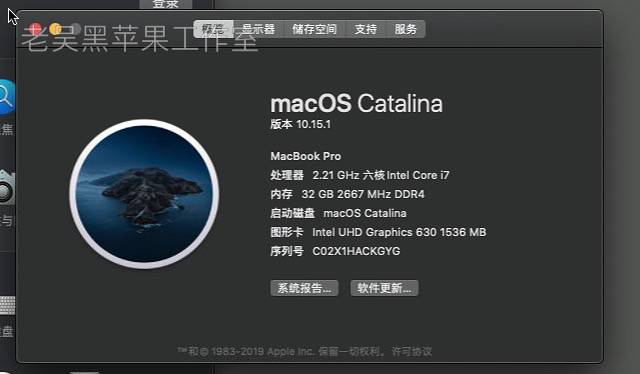 登录
概览 显示器 储存空间 支持 服务
老吴黑苹果工作室
macOS Catalina
版本 10.15.1
MacBook Pro
处理器 2.21 GHz 六核Intel Core i7
内存 32 GB 2667 MHz DDR4
启动磁盘 macOS Catalina
图形卡 Intel UHD Graphics 630 1536 MB
序列号 C02X1HACKGYG
系统报告... 软件更新...
™和© 1983-2019 Apple Inc. 保留一切权利。许可协议